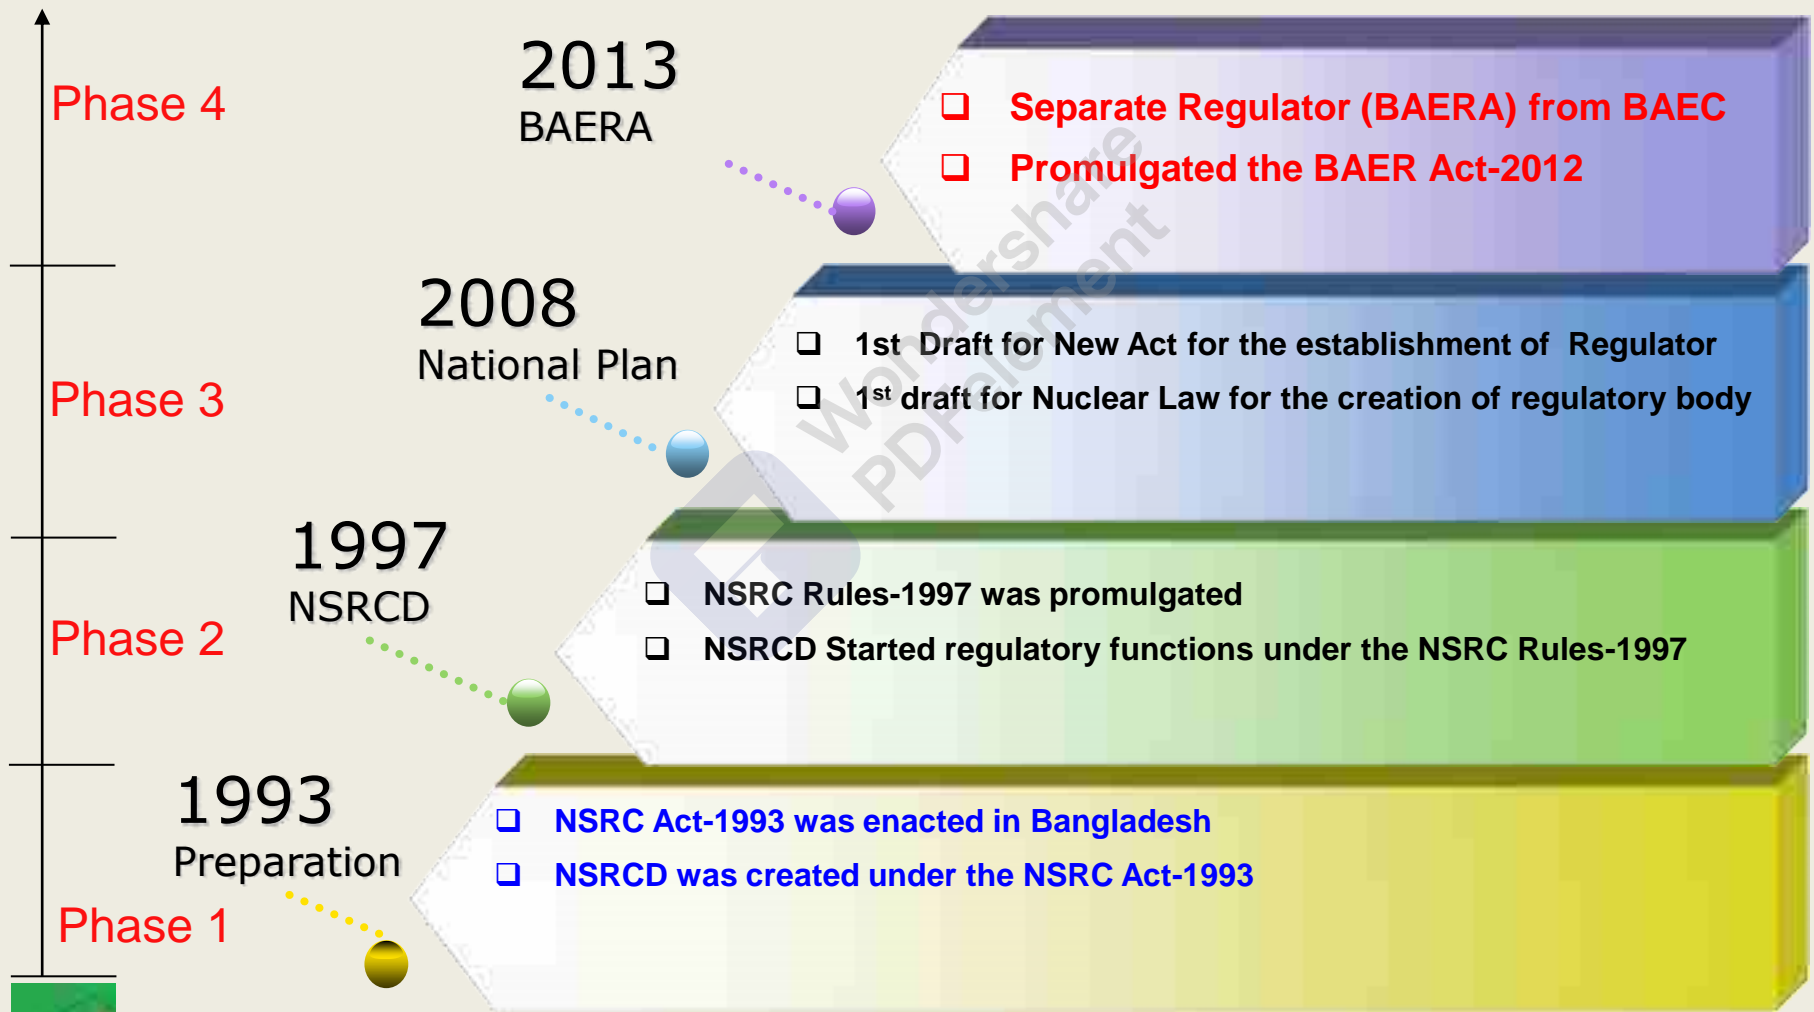 Phase 4
2013
BAERA
❑ Separate Regulator (BAERA) from BAEC
❑ Promulgated the BAER Act-2012
Phase 3
2008
National Plan
❑ 1st Draft for New Act for the establishment of Regulator
❑ 1st draft for Nuclear Law for the creation of regulatory body
Phase 2
1997
NSRCD
❑ NSRC Rules-1997 was promulgated
❑ NSRCD Started regulatory functions under the NSRC Rules-1997
Phase 1
1993
Preparation
❑ NSRC Act-1993 was enacted in Bangladesh
❑ NSRCD was created under the NSRC Act-1993
Wondershare
PDFelement